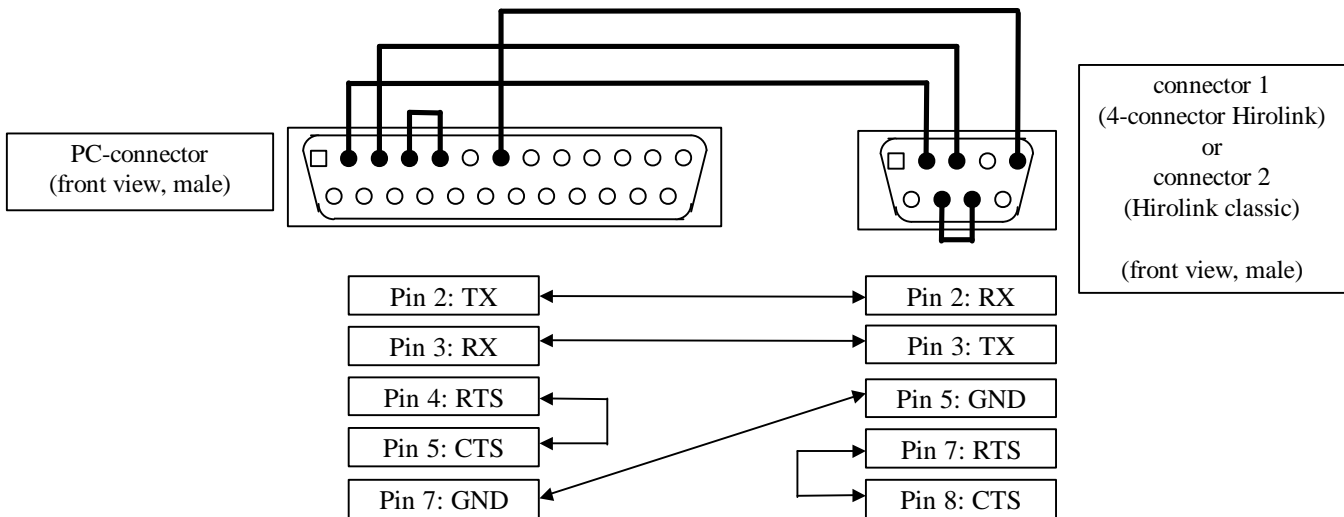 PC-connector
(front view, male)
connector 1
(4-connector Hirolink)
or
connector 2
(Hirolink classic)
(front view, male)
Pin 2: TX
Pin 2: RX
Pin 3: RX
Pin 3: TX
Pin 4: RTS
Pin 5: GND
Pin 5: CTS
Pin 7: RTS
Pin 7: GND
Pin 8: CTS